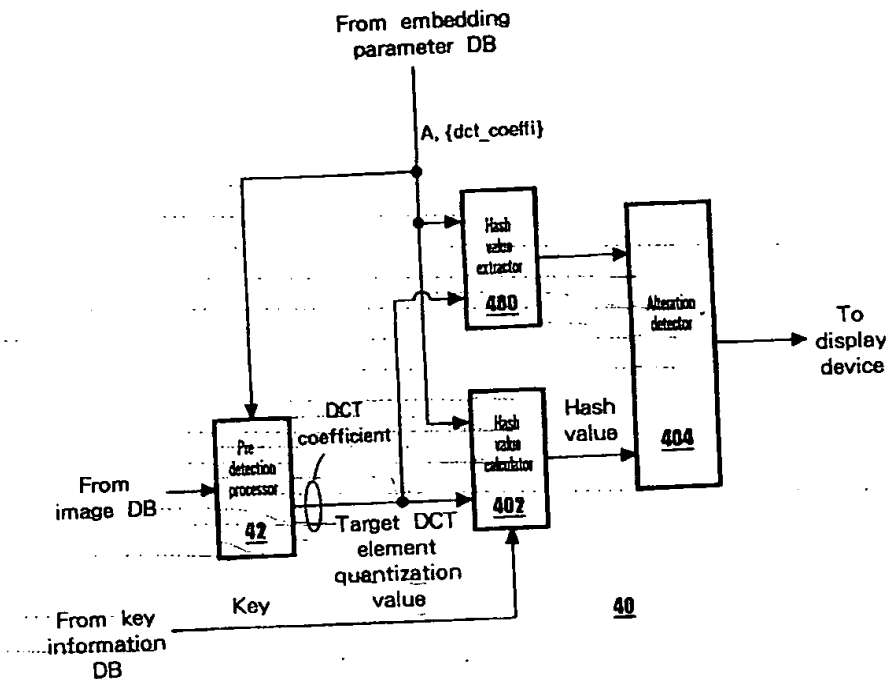 From embedding
parameter DB
A, {dct_coeffi}
Hash
value
extractor
480
Alteration
detector
404
To
display
device
DCT
coefficient
Hash
value
calculator
402
Hash
value
Pre
detection
processor
42
From
image DB
Target DCT
element
quantization
value
Key
From key
information
DB
40